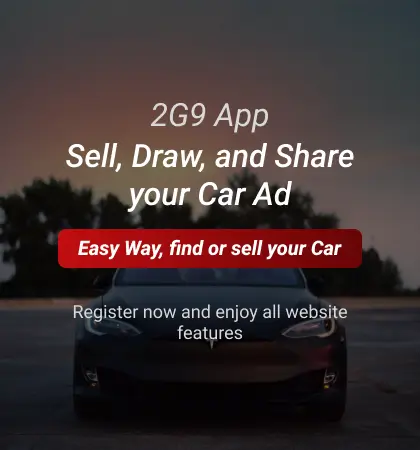 2G9 App
Sell, Draw, and Share
your Car Ad
Easy Way, find or sell your Car
Register now and enjoy all website
features